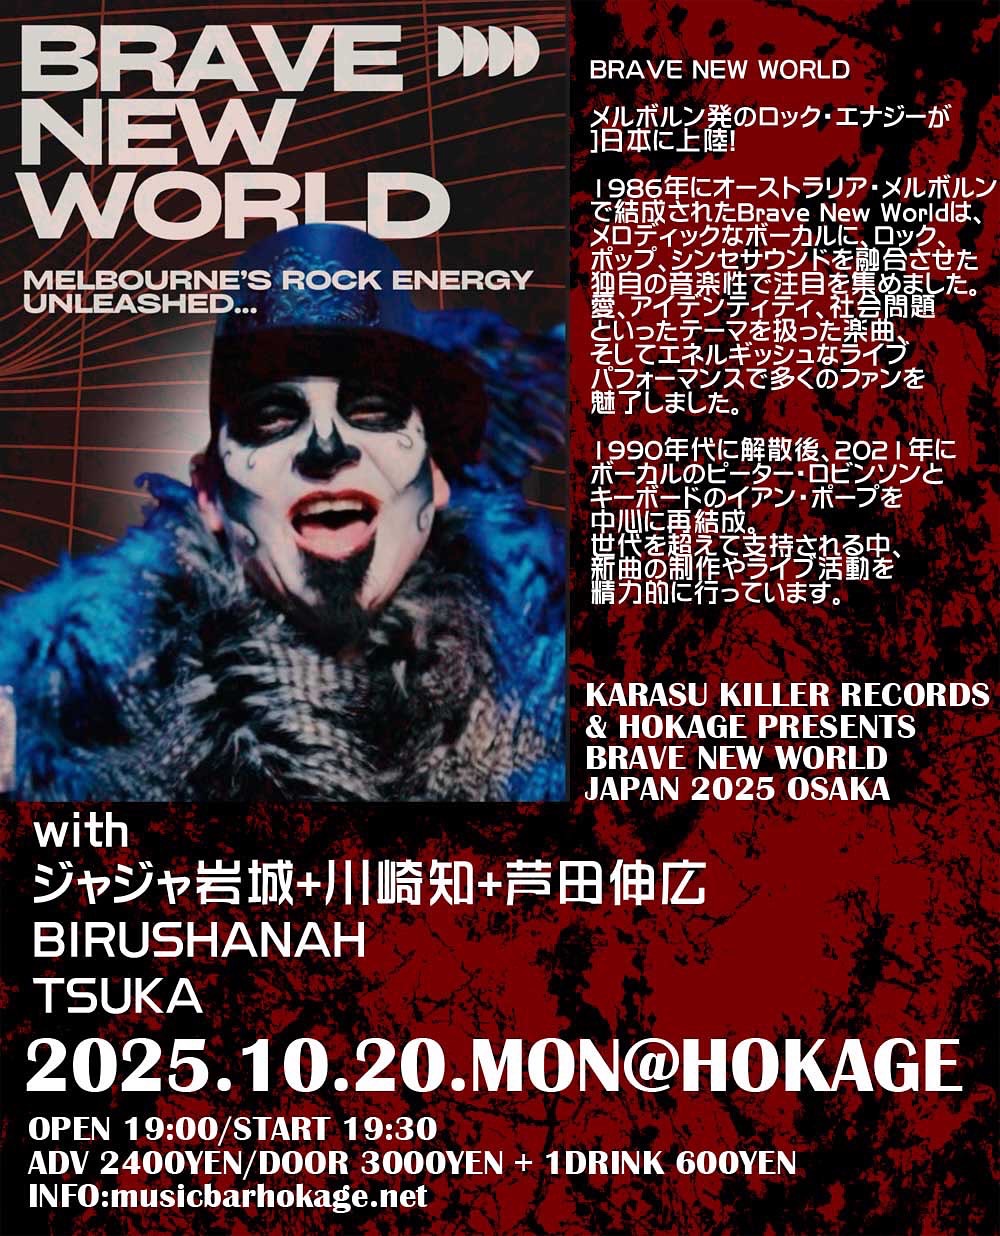 BRAVE
NEW
WORLD
MELBOURNE'S ROCK ENERGY
UNLEASHED...
BRAVE NEW WORLD
メルボルン発のロック・エナジーが
]日本に上陸!
1986年にオーストラリア・メルボルン
で結成されたBrave New Worldは、
メロディックなボーカルに、ロック、
ポップ、シンセサウンドを融合させた
独自の音楽性で注目を集めました。
愛、アイデンティティ、社会問題
といったテーマを扱った楽曲、
そしてエネルギッシュなライブ
パフォーマンスで多くのファンを
魅了しました。
1990年代に解散後、2021年に
ボーカルのピーター・ロビンソンと
キーボードのイアン・ポープを
中心に再結成。
世代を超えて支持される中、
新曲の制作やライブ活動を
精力的に行っています。
KARASU KILLER RECORDS
& HOKAGE PRESENTS
BRAVE NEW WORLD
JAPAN 2025 OSAKA
with
ジャジャ岩城+川崎知+芦田伸広
BIRUSHANAH
TSUKA
2025.10.20.MON@HOKAGE
OPEN 19:00/START 19:30
ADV 2400YEN/DOOR 3000YEN + 1DRINK 600YEN
INFO:musicbarhokage.net